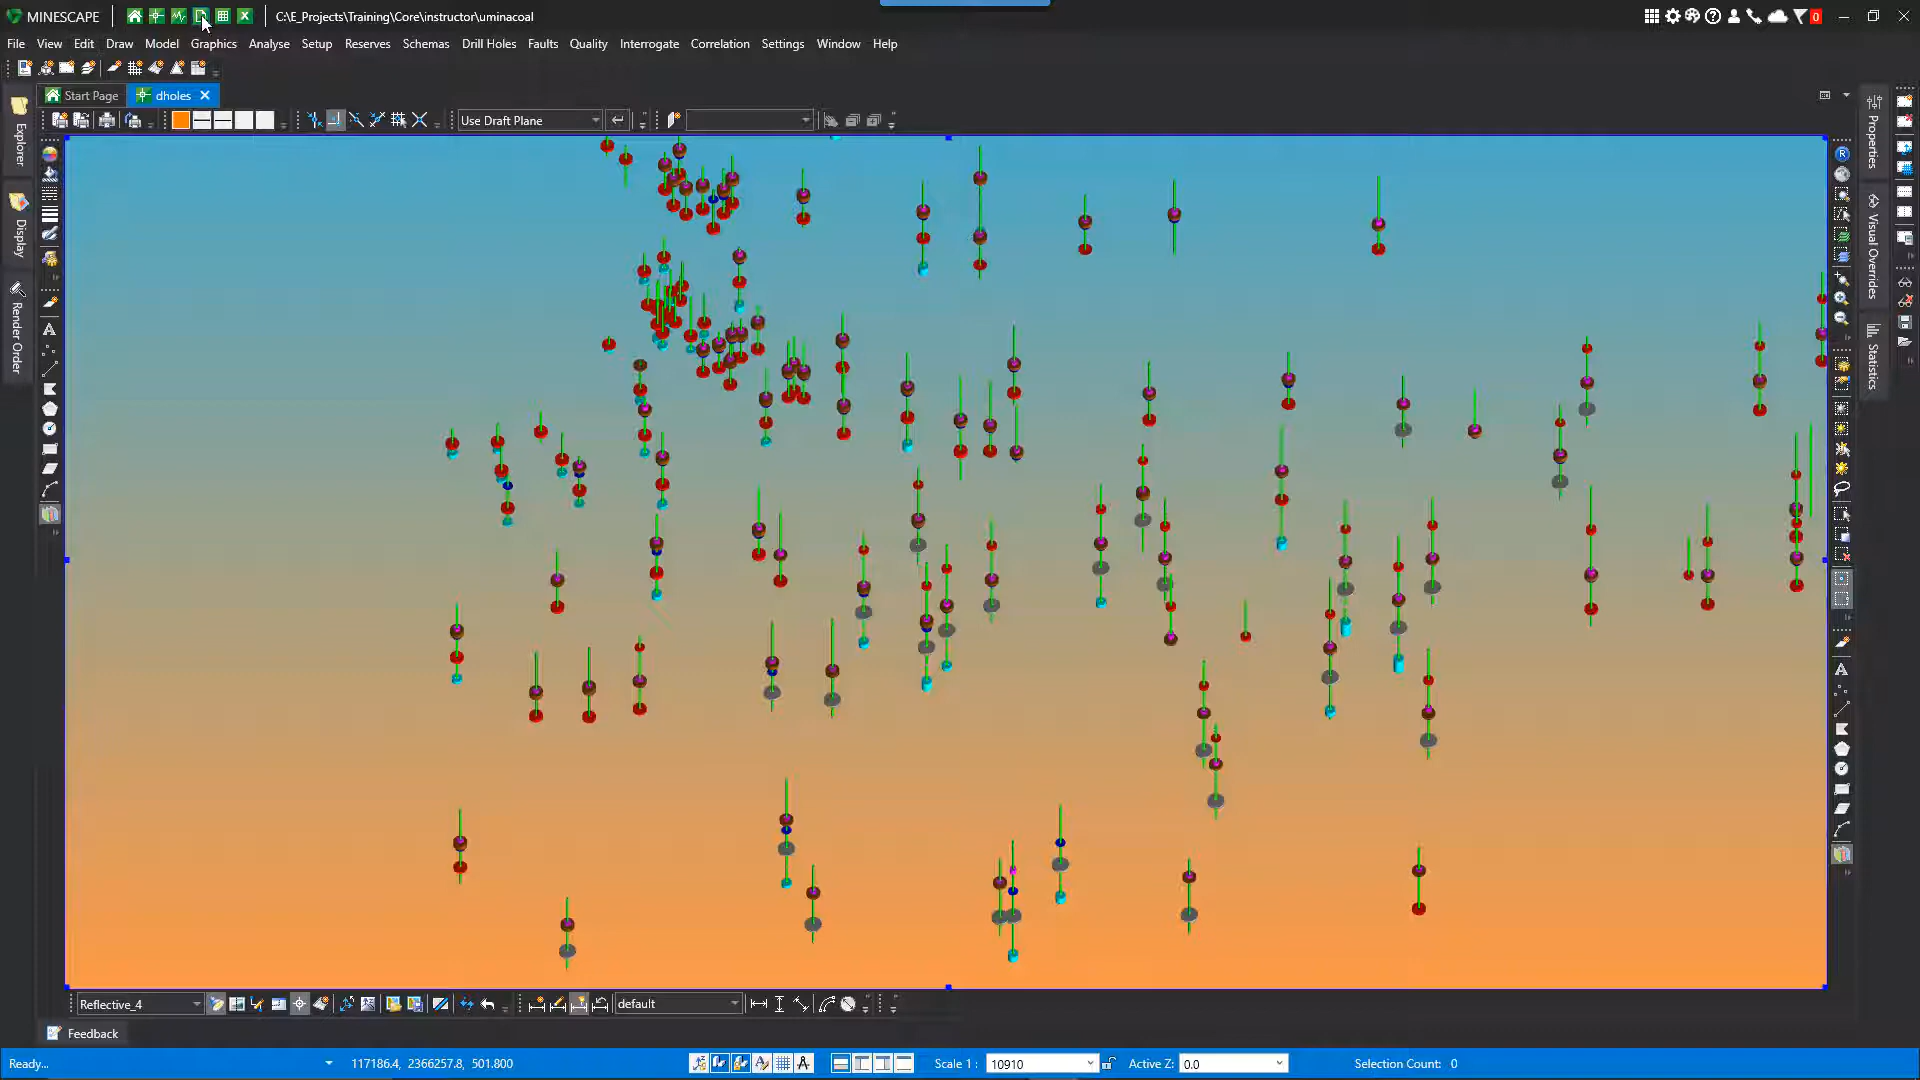 MINESCAPE
C:\E_Projects\Training\Core\instructor\uminacoal
0
File View Edit Draw Model Graphics Analyse Setup Reserves Schemas Drill Holes Faults Quality Interrogate Correlation Settings Window Help
Start Page
dholes
Use Draft Plane
Explorer
Display
Render Order
Properties
Visual Overrides
Statistics
Reflective_4
default
Feedback
Ready...
117186.4, 2366257.8, 501.800
Scale 1 :
10910
Active Z:
0.0
Selection Count: 0